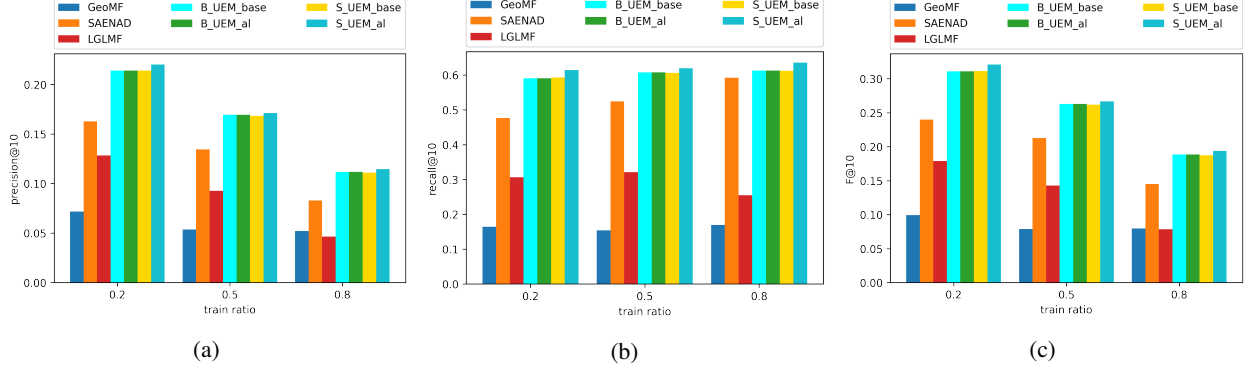 GeoMF B_UEM_base S_UEM_base
SAENAD B_UEM_al S_UEM_al
LGLMF
0.20
0.15
0.10
0.05
0.00
precision@10
0.2 0.5 0.8
train ratio
(a)
GeoMF B_UEM_base S_UEM_base
SAENAD B_UEM_al S_UEM_al
LGLMF
0.6
0.5
0.4
0.3
0.2
0.1
0.0
recall@10
0.2 0.5 0.8
train ratio
(b)
GeoMF B_UEM_base S_UEM_base
SAENAD B_UEM_al S_UEM_al
LGLMF
0.30
0.25
0.20
0.15
0.10
0.05
0.00
F@10
0.2 0.5 0.8
train ratio
(c)